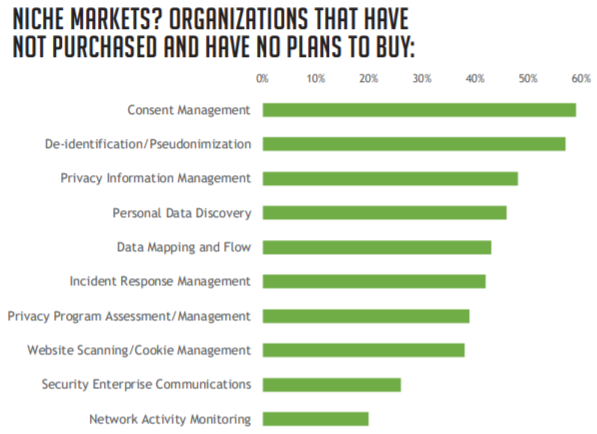 NICHE MARKETS? ORGANIZATIONS THAT HAVE
NOT PURCHASED AND HAVE NO PLANS TO BUY:
0% 10% 20% 30% 40% 50% 60%
Consent Management
De-identification/Pseudonimization
Privacy Information Management
Personal Data Discovery
Data Mapping and Flow
Incident Response Management
Privacy Program Assessment/Management
Website Scanning/Cookie Management
Security Enterprise Communications
Network Activity Monitoring